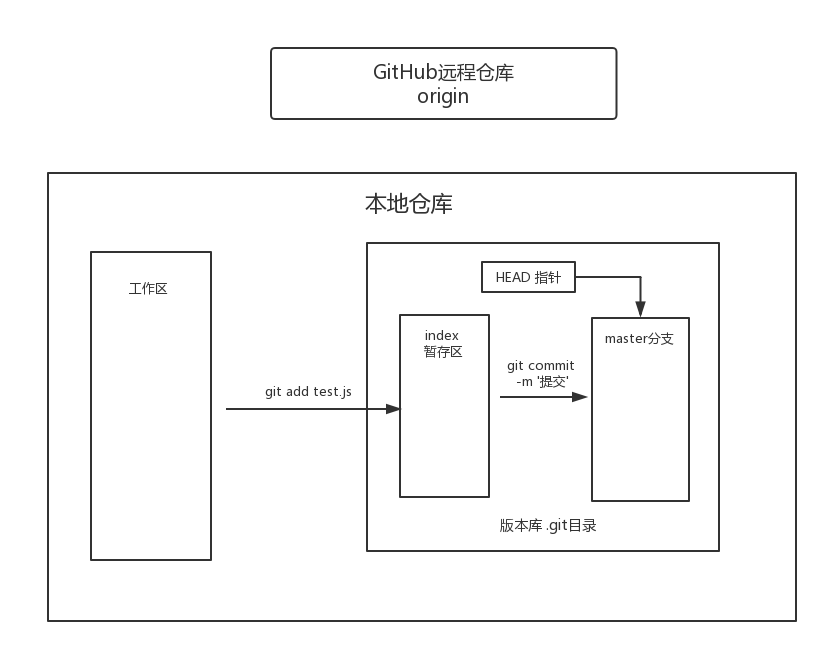 GitHub远程仓库
origin
本地仓库
工作区
HEAD 指针
index
暂存区
master分支
git commit
-m '提交'
git add test.js
版本库 .git目录